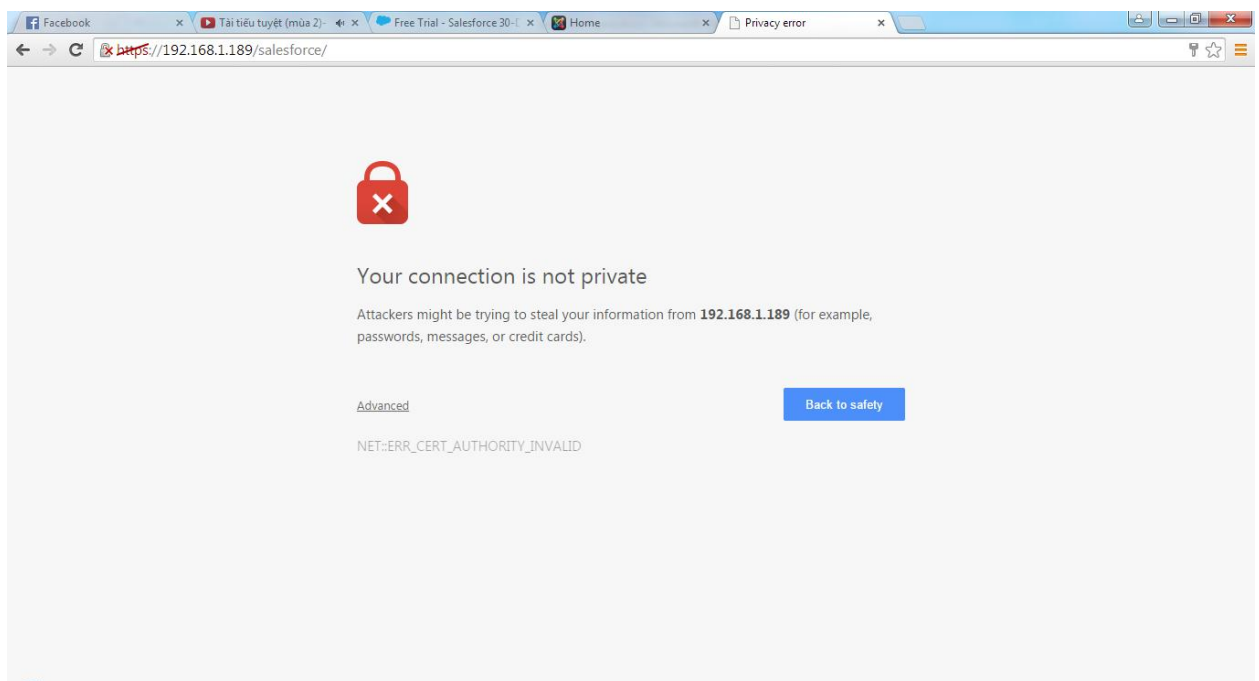 Facebook
Tài tiếu tuyệt (mùa 2)-
Free Trial - Salesforce 30-
Home
Privacy error
https://192.168.1.189/salesforce/
Your connection is not private
Attackers might be trying to steal your information from 192.168.1.189 (for example,
passwords, messages, or credit cards).
Advanced
Back to safety
NET::ERR_CERT_AUTHORITY_INVALID